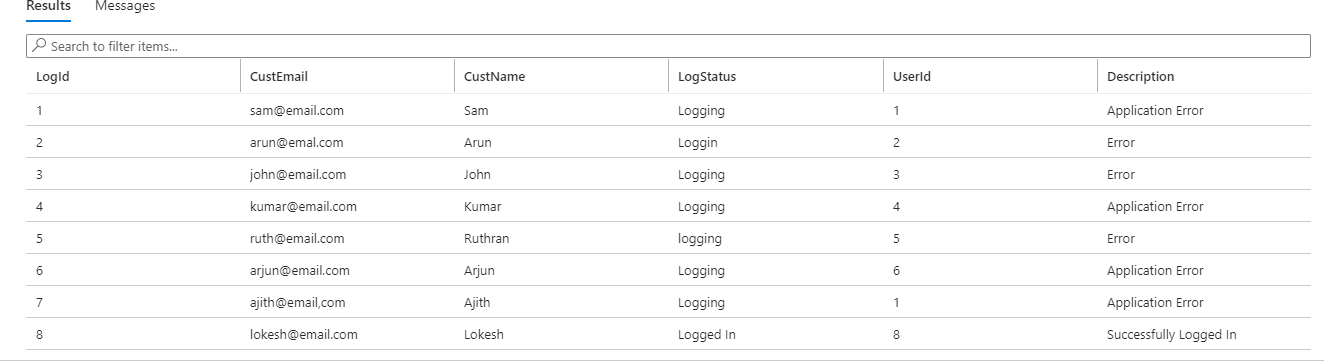 Results Messages
Search to filter items...
LogId CustEmail CustName LogStatus UserId Description
1 sam@email.com Sam Logging 1 Application Error
2 arun@emal.com Arun Loggin 2 Error
3 john@email.com John Logging 3 Error
4 kumar@email.com Kumar Logging 4 Application Error
5 ruth@email.com Ruthran logging 5 Error
6 arjun@email.com Arjun Logging 6 Application Error
7 ajith@email,com Ajith Logging 1 Application Error
8 lokesh@email.com Lokesh Logged In 8 Successfully Logged In